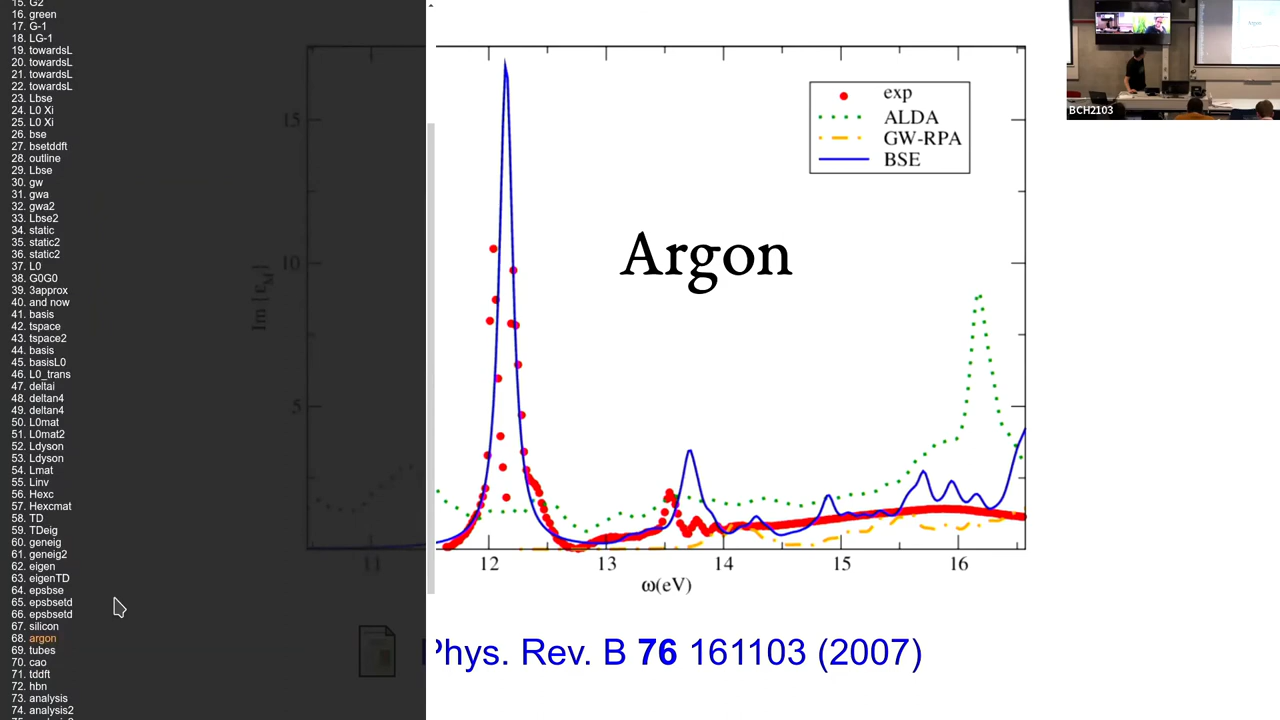 15. G2
16. green
17. G-1
18. LG-1
19. towardsL
20. towardsL
21. towardsL
22. towardsL
23. Lbse
24. L0 Xi
25. L0 Xi
26. bse
27. bsetddft
28. outline
29. Lbse
30. gw
31. gwa
32. gwa2
33. Lbse2
34. static
35. static2
36. static2
37. L0
38. G0G0
39. 3approx
40. and now
41. basis
42. tspace
43. tspace2
44. basis
45. basisL0
46. L0_trans
47. deltai
48. deltan4
49. deltan4
50. L0mat
51. L0mat2
52. Ldyson
53. Ldyson
54. Lmat
55. Linv
56. Hexc
57. Hexcmat
58. TD
59. TDeig
60. geneig
61. geneig2
62. eigen
63. eigenTD
64. epsbse
65. epsbsetd
66. epsbsetd
67. silicon
68. argon
69. tubes
70. cao
71. tddft
72. hbn
73. analysis
74. analysis2
15
10
5
Im {ε_M}
exp
ALDA
GW-RPA
BSE
Argon
11 12 13 14 15 16
ω(eV)
Phys. Rev. B 76 161103 (2007)
BCH2103